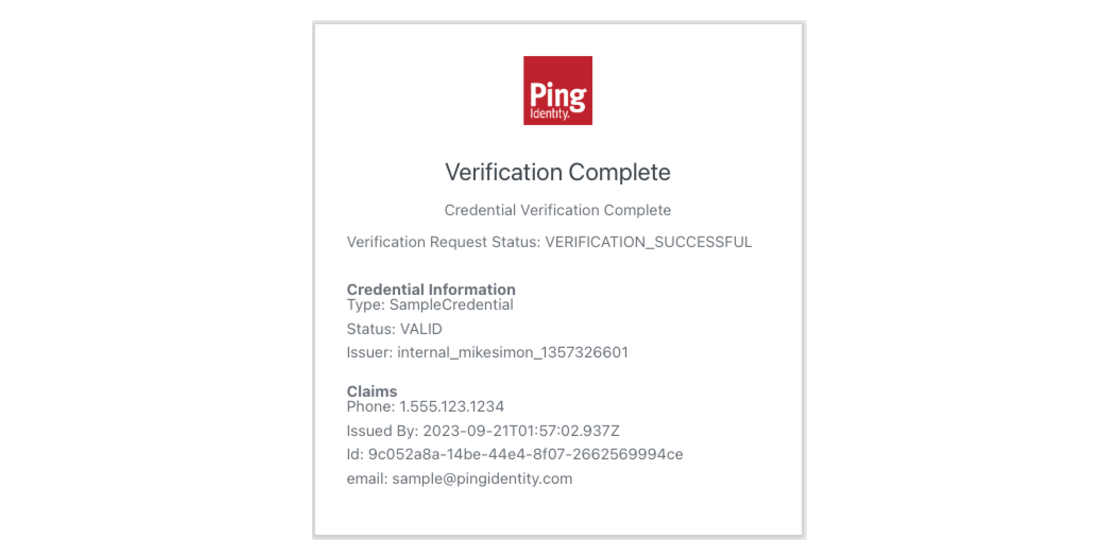 Ping
Identity.
Verification Complete
Credential Verification Complete
Verification Request Status: VERIFICATION_SUCCESSFUL
Credential Information
Type: SampleCredential
Status: VALID
Issuer: internal_mikesimon_1357326601
Claims
Phone: 1.555.123.1234
Issued By: 2023-09-21T01:57:02.937Z
Id: 9c052a8a-14be-44e4-8f07-2662569994ce
email: sample@pingidentity.com